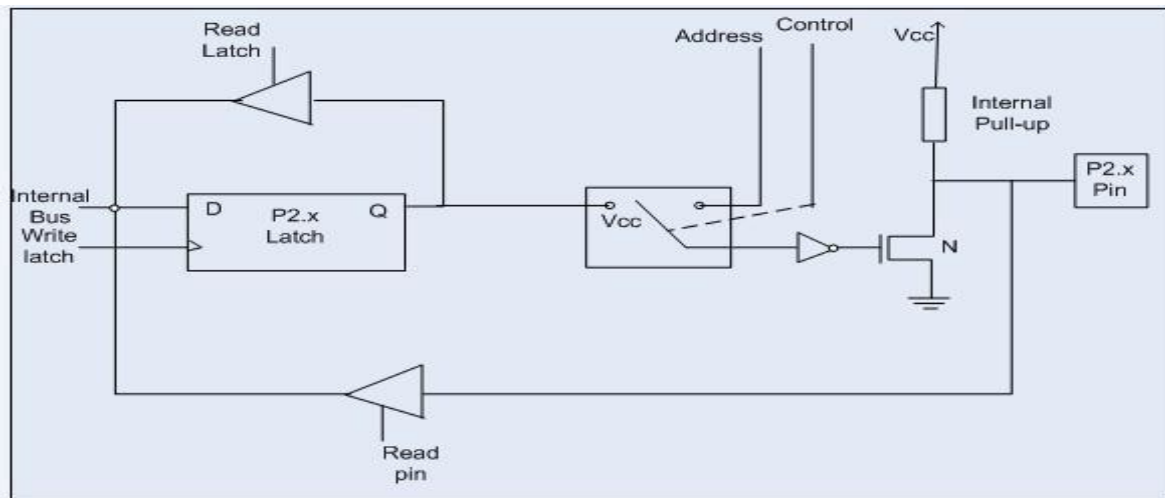 Read
Latch
Address
Control
Vcc
Internal
Pull-up
P2.x
Pin
Internal
Bus
Write
latch
D
P2.x
Latch
Q
Vcc
N
Read
pin